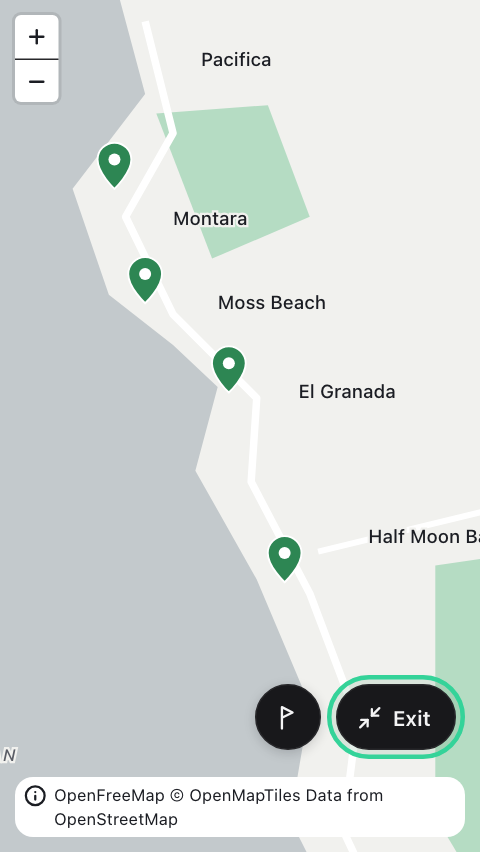 +
−
Pacifica
Montara
Moss Beach
El Granada
Half Moon Ba
Exit
N
OpenFreeMap © OpenMapTiles Data from
OpenStreetMap